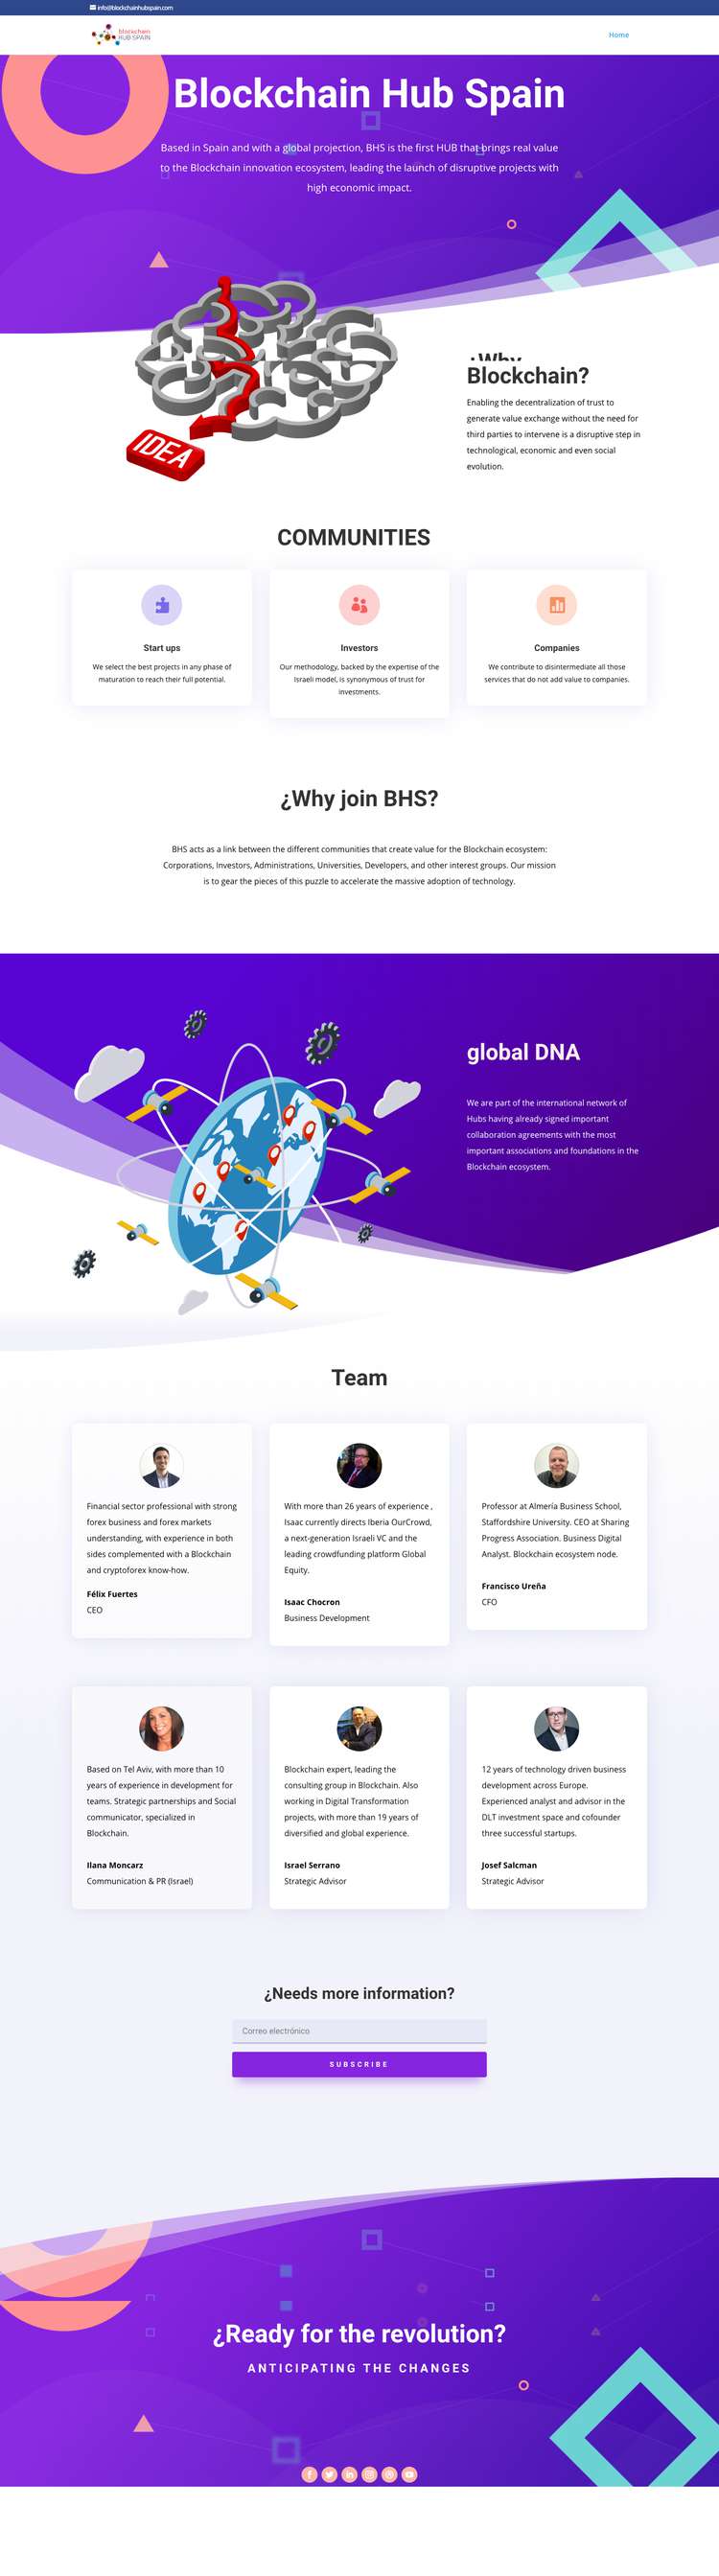 info@blockchainhubspain.com
blockchain
HUB SPAIN
Home
Blockchain Hub Spain
Based in Spain and with a global projection, BHS is the first HUB that brings real value
to the Blockchain innovation ecosystem, leading the launch of disruptive projects with
high economic impact.
IDEA
¿Why
Blockchain?
Enabling the decentralization of trust to
generate value exchange without the need for
third parties to intervene is a disruptive step in
technological, economic and even social
evolution.
COMMUNITIES
Start ups
We select the best projects in any phase of
maturation to reach their full potential.
Investors
Our methodology, backed by the expertise of the
Israeli model, is synonymous of trust for
investments.
Companies
We contribute to disintermediate all those
services that do not add value to companies.
¿Why join BHS?
BHS acts as a link between the different communities that create value for the Blockchain ecosystem:
Corporations, Investors, Administrations, Universities, Developers, and other interest groups. Our mission
is to gear the pieces of this puzzle to accelerate the massive adoption of technology.
global DNA
We are part of the international network of
Hubs having already signed important
collaboration agreements with the most
important associations and foundations in the
Blockchain ecosystem.
Team
Financial sector professional with strong
forex business and forex markets
understanding, with experience in both
sides complemented with a Blockchain
and cryptoforex know-how.
Félix Fuertes
CEO
With more than 26 years of experience ,
Isaac currently directs Iberia OurCrowd,
a next-generation Israeli VC and the
leading crowdfunding platform Global
Equity.
Isaac Chocron
Business Development
Professor at Almería Business School,
Staffordshire University. CEO at Sharing
Progress Association. Business Digital
Analyst. Blockchain ecosystem node.
Francisco Ureña
CFO
Based on Tel Aviv, with more than 10
years of experience in development for
teams. Strategic partnerships and Social
communicator, specialized in
Blockchain.
Ilana Moncarz
Communication & PR (Israel)
Blockchain expert, leading the
consulting group in Blockchain. Also
working in Digital Transformation
projects, with more than 19 years of
diversified and global experience.
Israel Serrano
Strategic Advisor
12 years of technology driven business
development across Europe.
Experienced analyst and advisor in the
DLT investment space and cofounder
three successful startups.
Josef Salcman
Strategic Advisor
¿Needs more information?
Correo electrónico
SUBSCRIBE
¿Ready for the revolution?
ANTICIPATING THE CHANGES